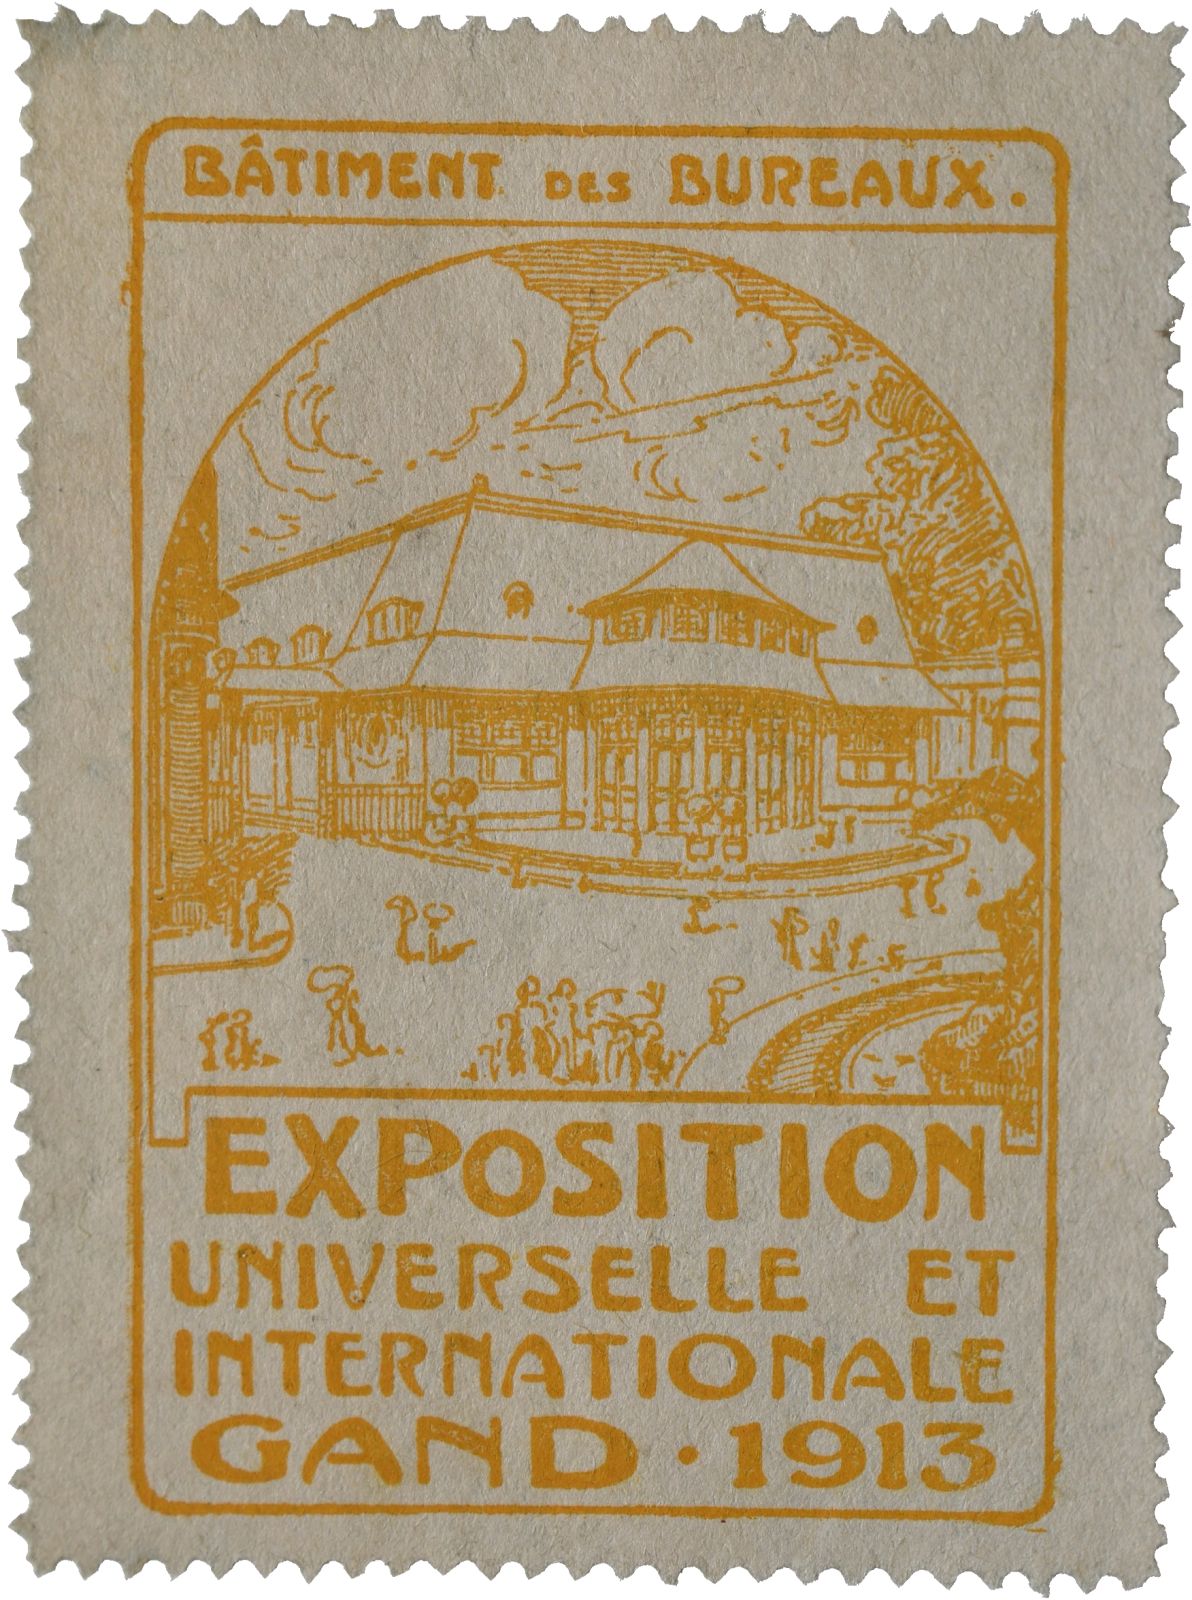 BÂTIMENT DES BUREAUX.
EXPOSITION
UNIVERSELLE ET
INTERNATIONALE
GAND · 1913